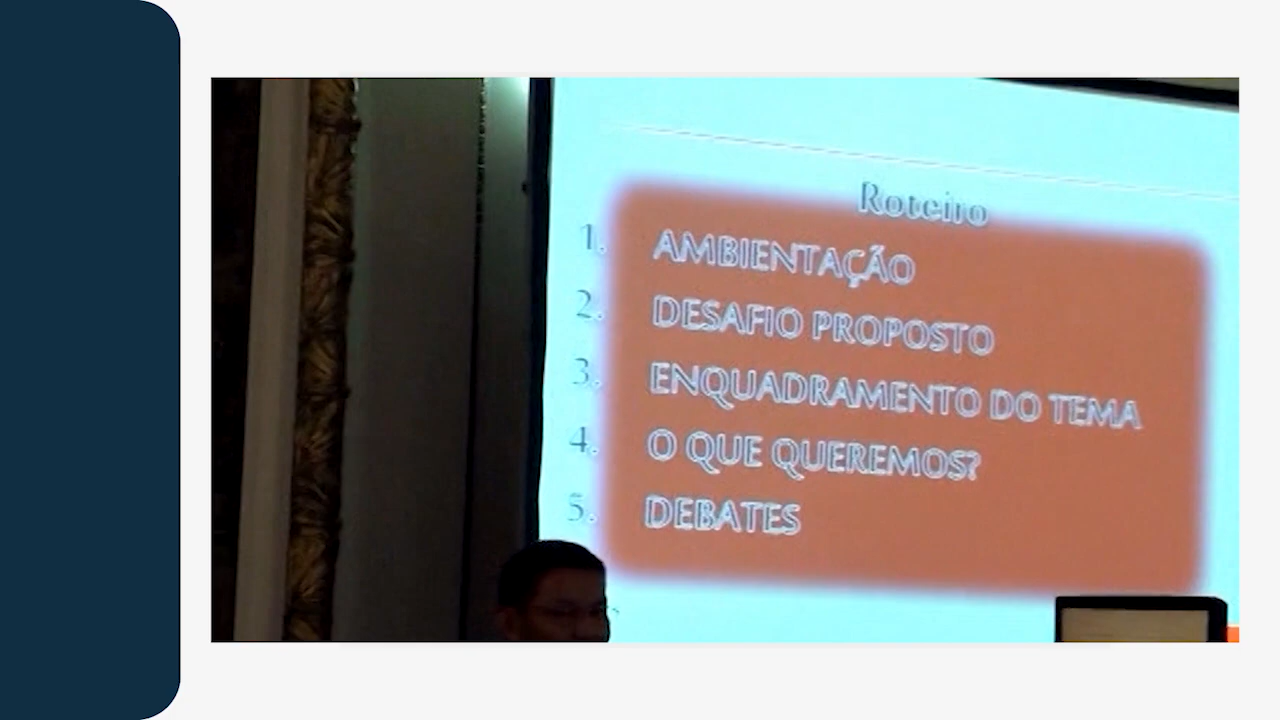 Roteiro
1. AMBIENTAÇÃO
2. DESAFIO PROPOSTO
3. ENQUADRAMENTO DO TEMA
4. O QUE QUEREMOS?
5. DEBATES